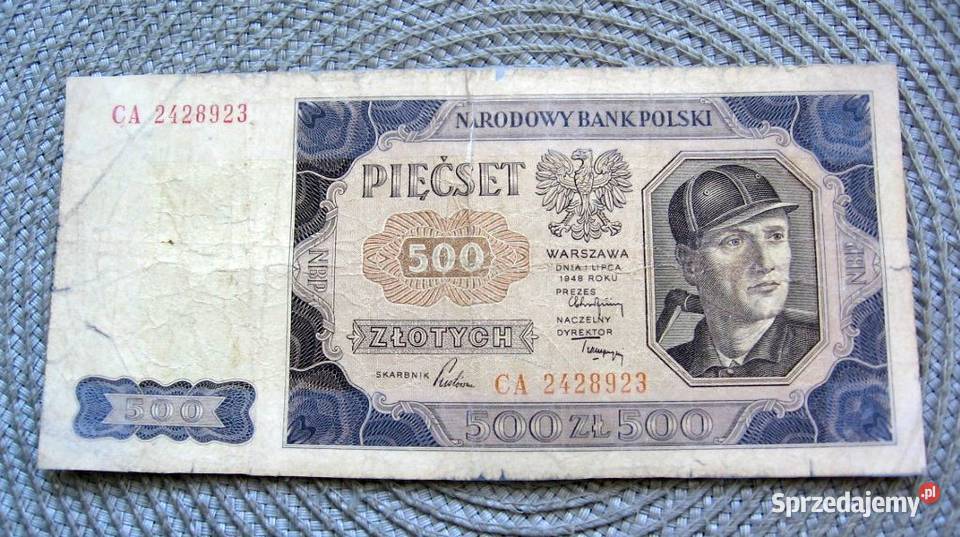 CA 2428923
NARODOWY BANK POLSKI
PIĘĆSET
500
ZŁOTYCH
WARSZAWA
DNIA 1 LIPCA
1948 ROKU
PREZES
NACZELNY
DYREKTOR
SKARBNIK
CA 2428923
NBP
NBP
500
500 ZŁ 500
Sprzedajemy.pl